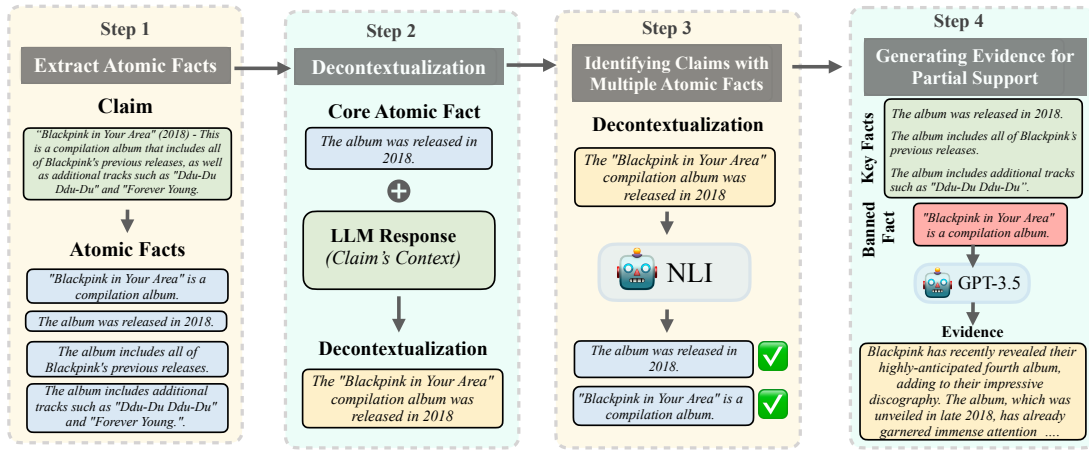 Step 1
Extract Atomic Facts
Claim
"Blackpink in Your Area" (2018) - This
is a compilation album that includes all
of Blackpink's previous releases, as well
as additional tracks such as "Ddu-Du
Ddu-Du" and "Forever Young.
Atomic Facts
"Blackpink in Your Area" is a
compilation album.
The album was released in 2018.
The album includes all of
Blackpink's previous releases.
The album includes additional
tracks such as "Ddu-Du Ddu-Du"
and "Forever Young.".
Step 2
Decontextualization
Core Atomic Fact
The album was released in
2018.
LLM Response
(Claim's Context)
Decontextualization
The "Blackpink in Your Area"
compilation album was
released in 2018
Step 3
Identifying Claims with
Multiple Atomic Facts
Decontextualization
The "Blackpink in Your Area"
compilation album was
released in 2018
NLI
The album was released in
2018.
"Blackpink in Your Area" is a
compilation album.
Step 4
Generating Evidence for
Partial Support
Key Facts
The album was released in 2018.
The album includes all of Blackpink's
previous releases.
The album includes additional tracks
such as "Ddu-Du Ddu-Du".
Banned
Fact
"Blackpink in Your Area"
is a compilation album.
GPT-3.5
Evidence
Blackpink has recently revealed their
highly-anticipated fourth album,
adding to their impressive
discography. The album, which was
unveiled in late 2018, has already
garnered immense attention ....